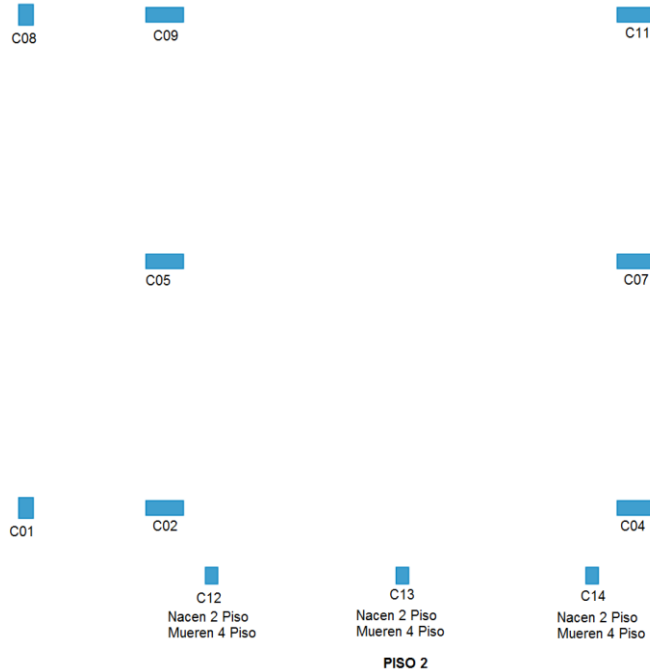 C08
C09
C11
C05
C07
C01
C02
C04
C12
Nacen 2 Piso
Mueren 4 Piso
C13
Nacen 2 Piso
Mueren 4 Piso
C14
Nacen 2 Piso
Mueren 4 Piso
PISO 2